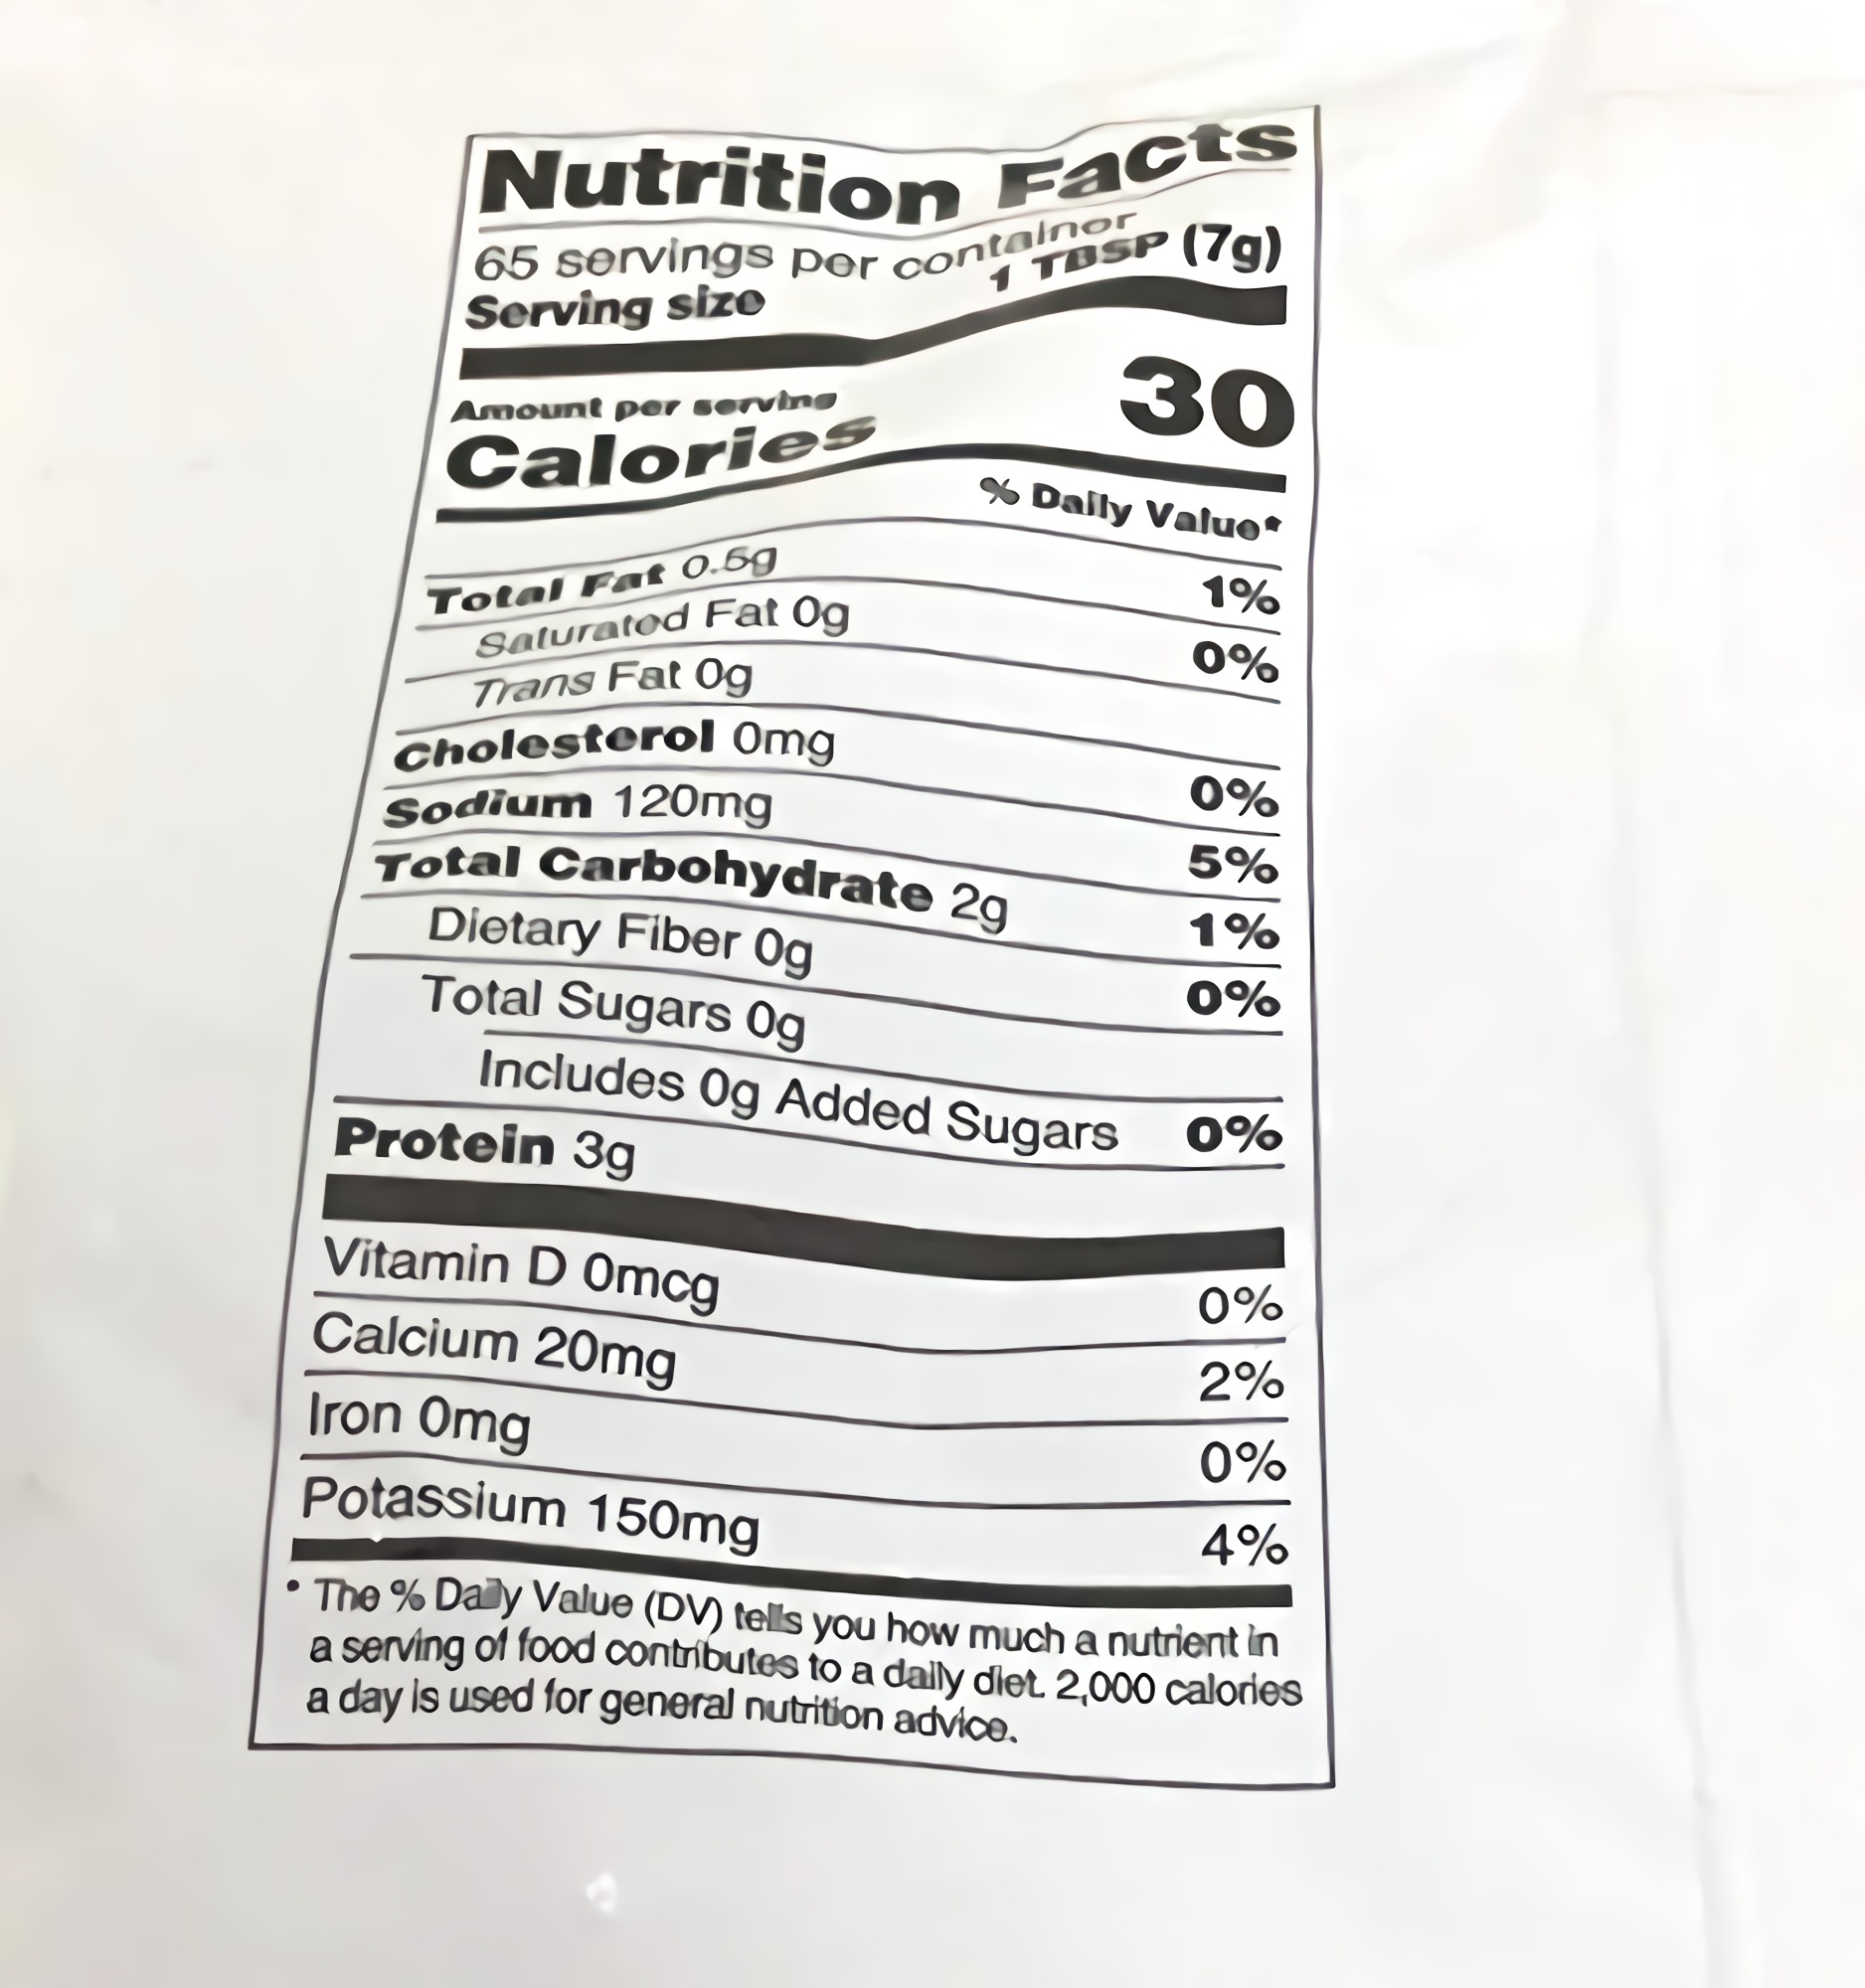 Nutrition Facts
65 servings per container
Serving size 1 TBSP (7g)
Amount per serving
Calories 30
% Daily Value*
Total Fat 0.5g 1%
Saturated Fat 0g 0%
Trans Fat 0g
Cholesterol 0mg 0%
Sodium 120mg 5%
Total Carbohydrate 2g 1%
Dietary Fiber 0g 0%
Total Sugars 0g
Includes 0g Added Sugars 0%
Protein 3g
Vitamin D 0mcg 0%
Calcium 20mg 2%
Iron 0mg 0%
Potassium 150mg 4%
* The % Daily Value (DV) tells you how much a nutrient in
a serving of food contributes to a daily diet. 2,000 calories
a day is used for general nutrition advice.